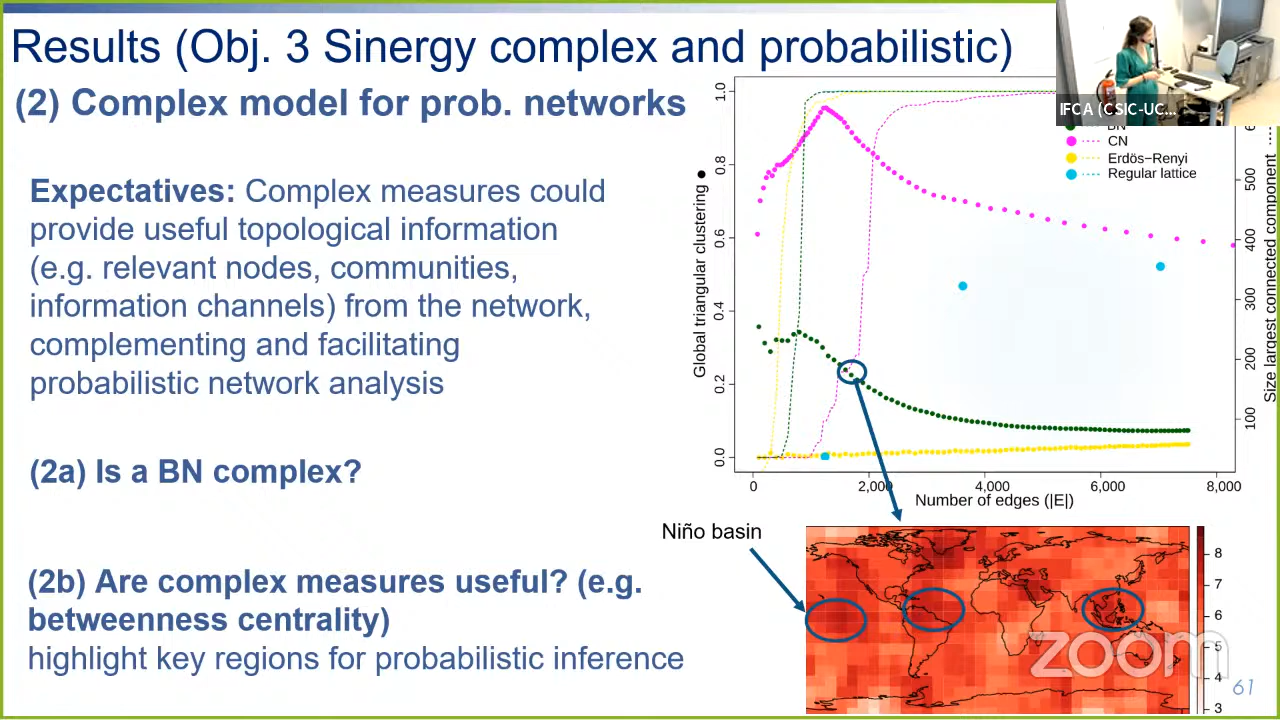 Results (Obj. 3 Sinergy complex and probabilistic)
(2) Complex model for prob. networks
Expectatives: Complex measures could
provide useful topological information
(e.g. relevant nodes, communities,
information channels) from the network,
complementing and facilitating
probabilistic network analysis
(2a) Is a BN complex?
(2b) Are complex measures useful? (e.g.
betweenness centrality)
highlight key regions for probabilistic inference
IFCA (CSIC-UC...
BN
CN
Erdös−Renyi
Regular lattice
Global triangular clustering
1.0
0.8
0.6
0.4
0.2
0.0
0
2,000
4,000
6,000
8,000
Number of edges (|E|)
500
400
300
200
100
Size largest connected component
Niño basin
8
7
6
5
4
3
zoom
61